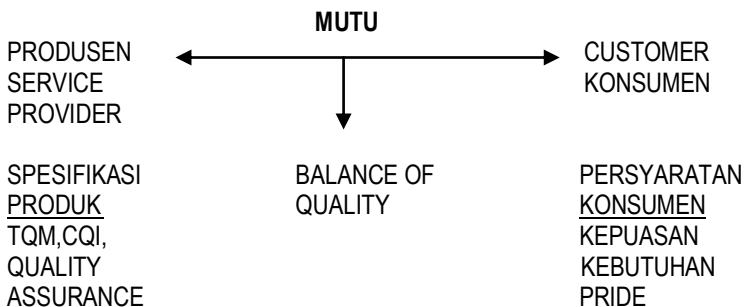 MUTU
PRODUSEN
SERVICE
PROVIDER
CUSTOMER
KONSUMEN
SPESIFIKASI
PRODUK
TQM,CQI,
QUALITY
ASSURANCE
BALANCE OF
QUALITY
PERSYARATAN
KONSUMEN
KEPUASAN
KEBUTUHAN
PRIDE